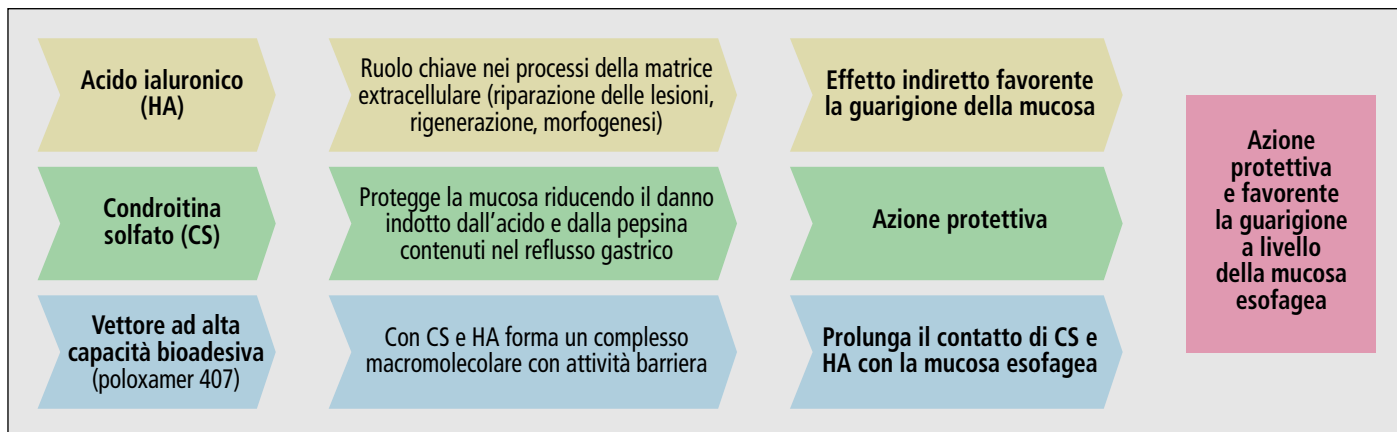 Acido ialuronico
(HA)
Ruolo chiave nei processi della matrice
extracellulare (riparazione delle lesioni,
rigenerazione, morfogenesi)
Effetto indiretto favorente
la guarigione della mucosa
Condroitina
solfato (CS)
Protegge la mucosa riducendo il danno
indotto dall'acido e dalla pepsina
contenuti nel reflusso gastrico
Azione protettiva
Vettore ad alta
capacità bioadesiva
(poloxamer 407)
Con CS e HA forma un complesso
macromolecolare con attività barriera
Prolunga il contatto di CS e
HA con la mucosa esofagea
Azione
protettiva
e favorente
la guarigione
a livello
della mucosa
esofagea